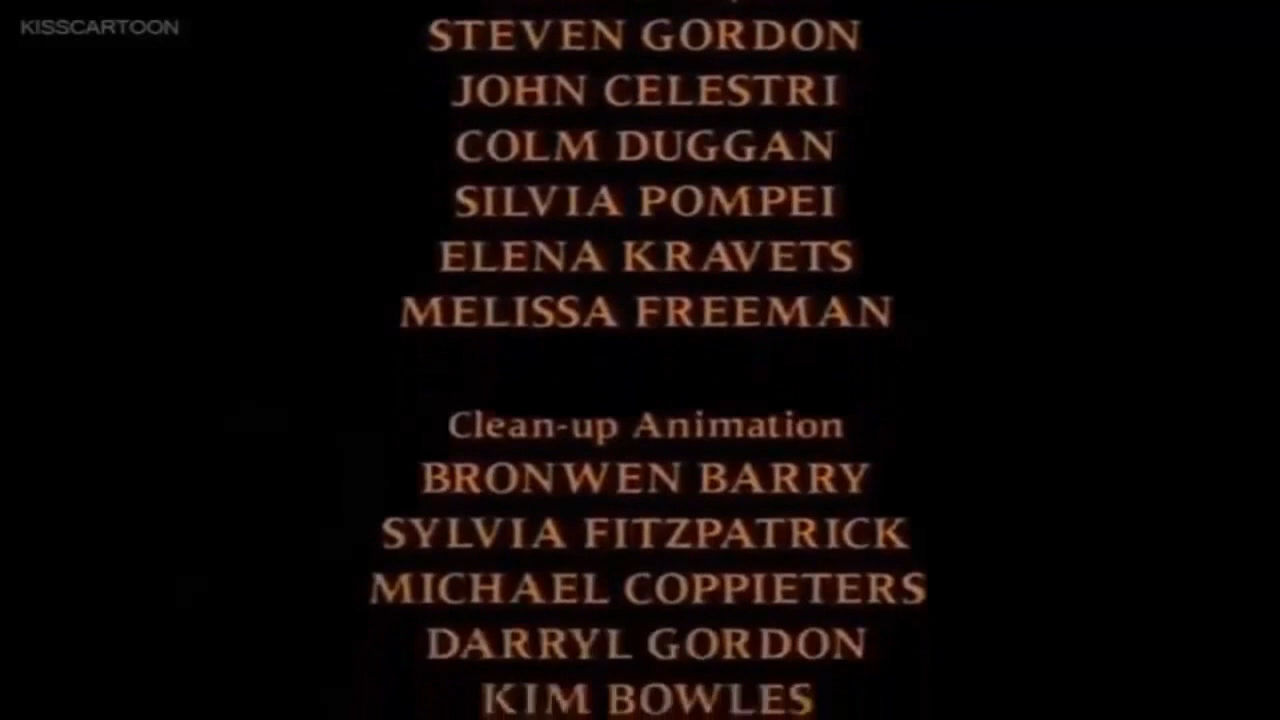 KISSCARTOON
STEVEN GORDON
JOHN CELESTRI
COLM DUGGAN
SILVIA POMPEI
ELENA KRAVETS
MELISSA FREEMAN
Clean-up Animation
BRONWEN BARRY
SYLVIA FITZPATRICK
MICHAEL COPPIETERS
DARRYL GORDON
KIM BOWLES